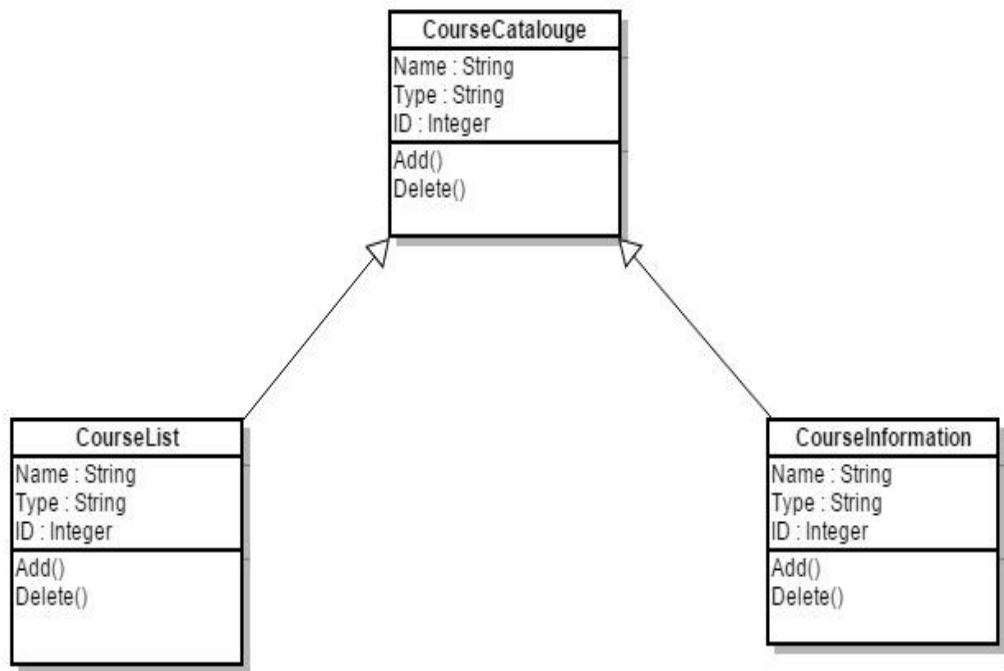 CourseCatalouge
Name : String
Type : String
ID : Integer
Add()
Delete()
CourseList
Name : String
Type : String
ID : Integer
Add()
Delete()
CourseInformation
Name : String
Type : String
ID : Integer
Add()
Delete()